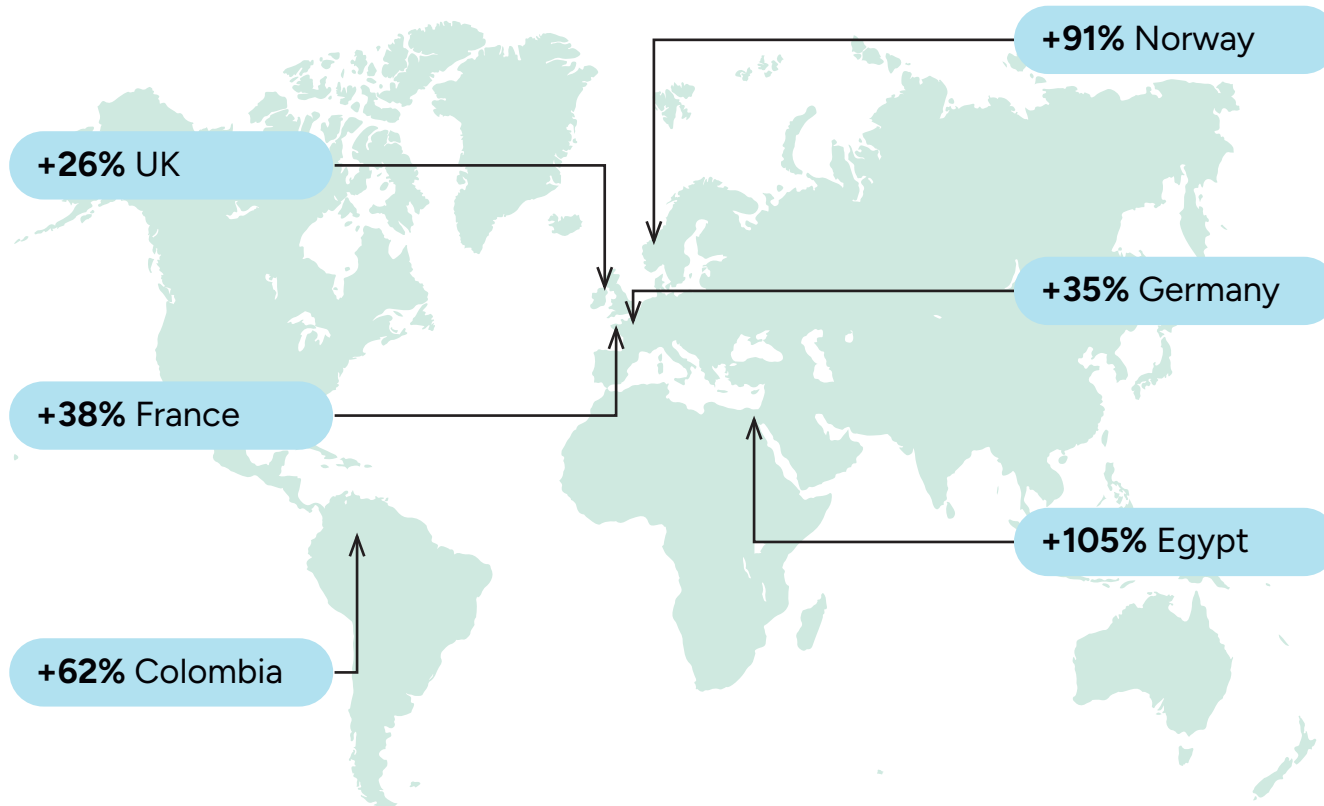 +91% Norway
+26% UK
+35% Germany
+38% France
+105% Egypt
+62% Colombia